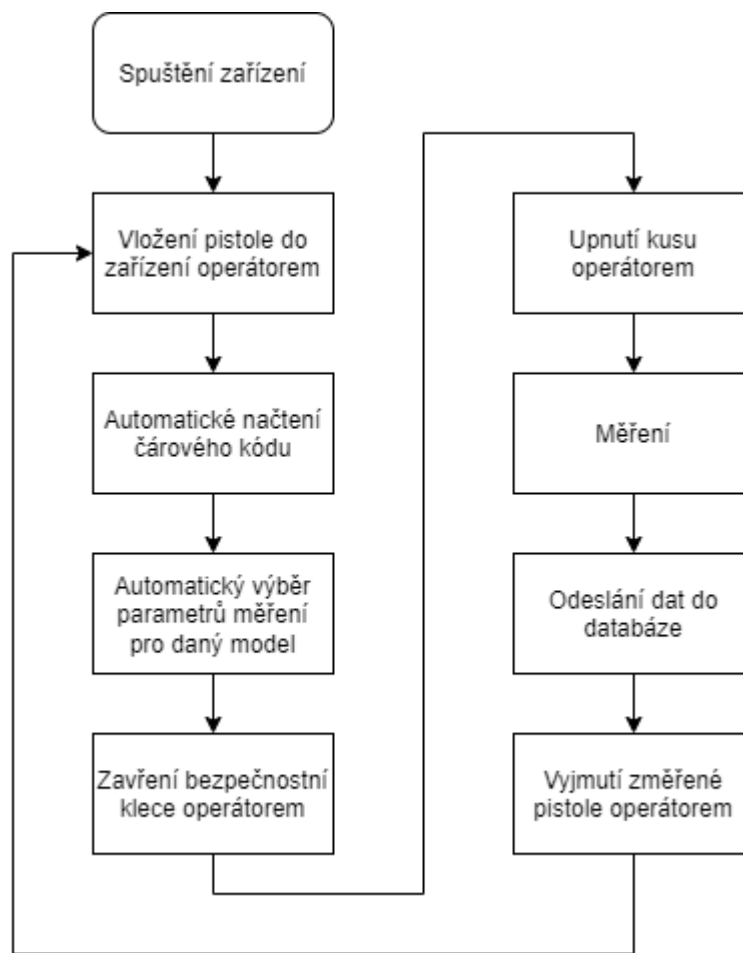 Spuštění zařízení
Vložení pistole do
zařízení operátorem
Automatické načtení
čárového kódu
Automatický výběr
parametrů měření
pro daný model
Zavření bezpečnostní
klece operátorem
Upnutí kusu
operátorem
Měření
Odeslání dat do
databáze
Vyjmutí změřené
pistole operátorem